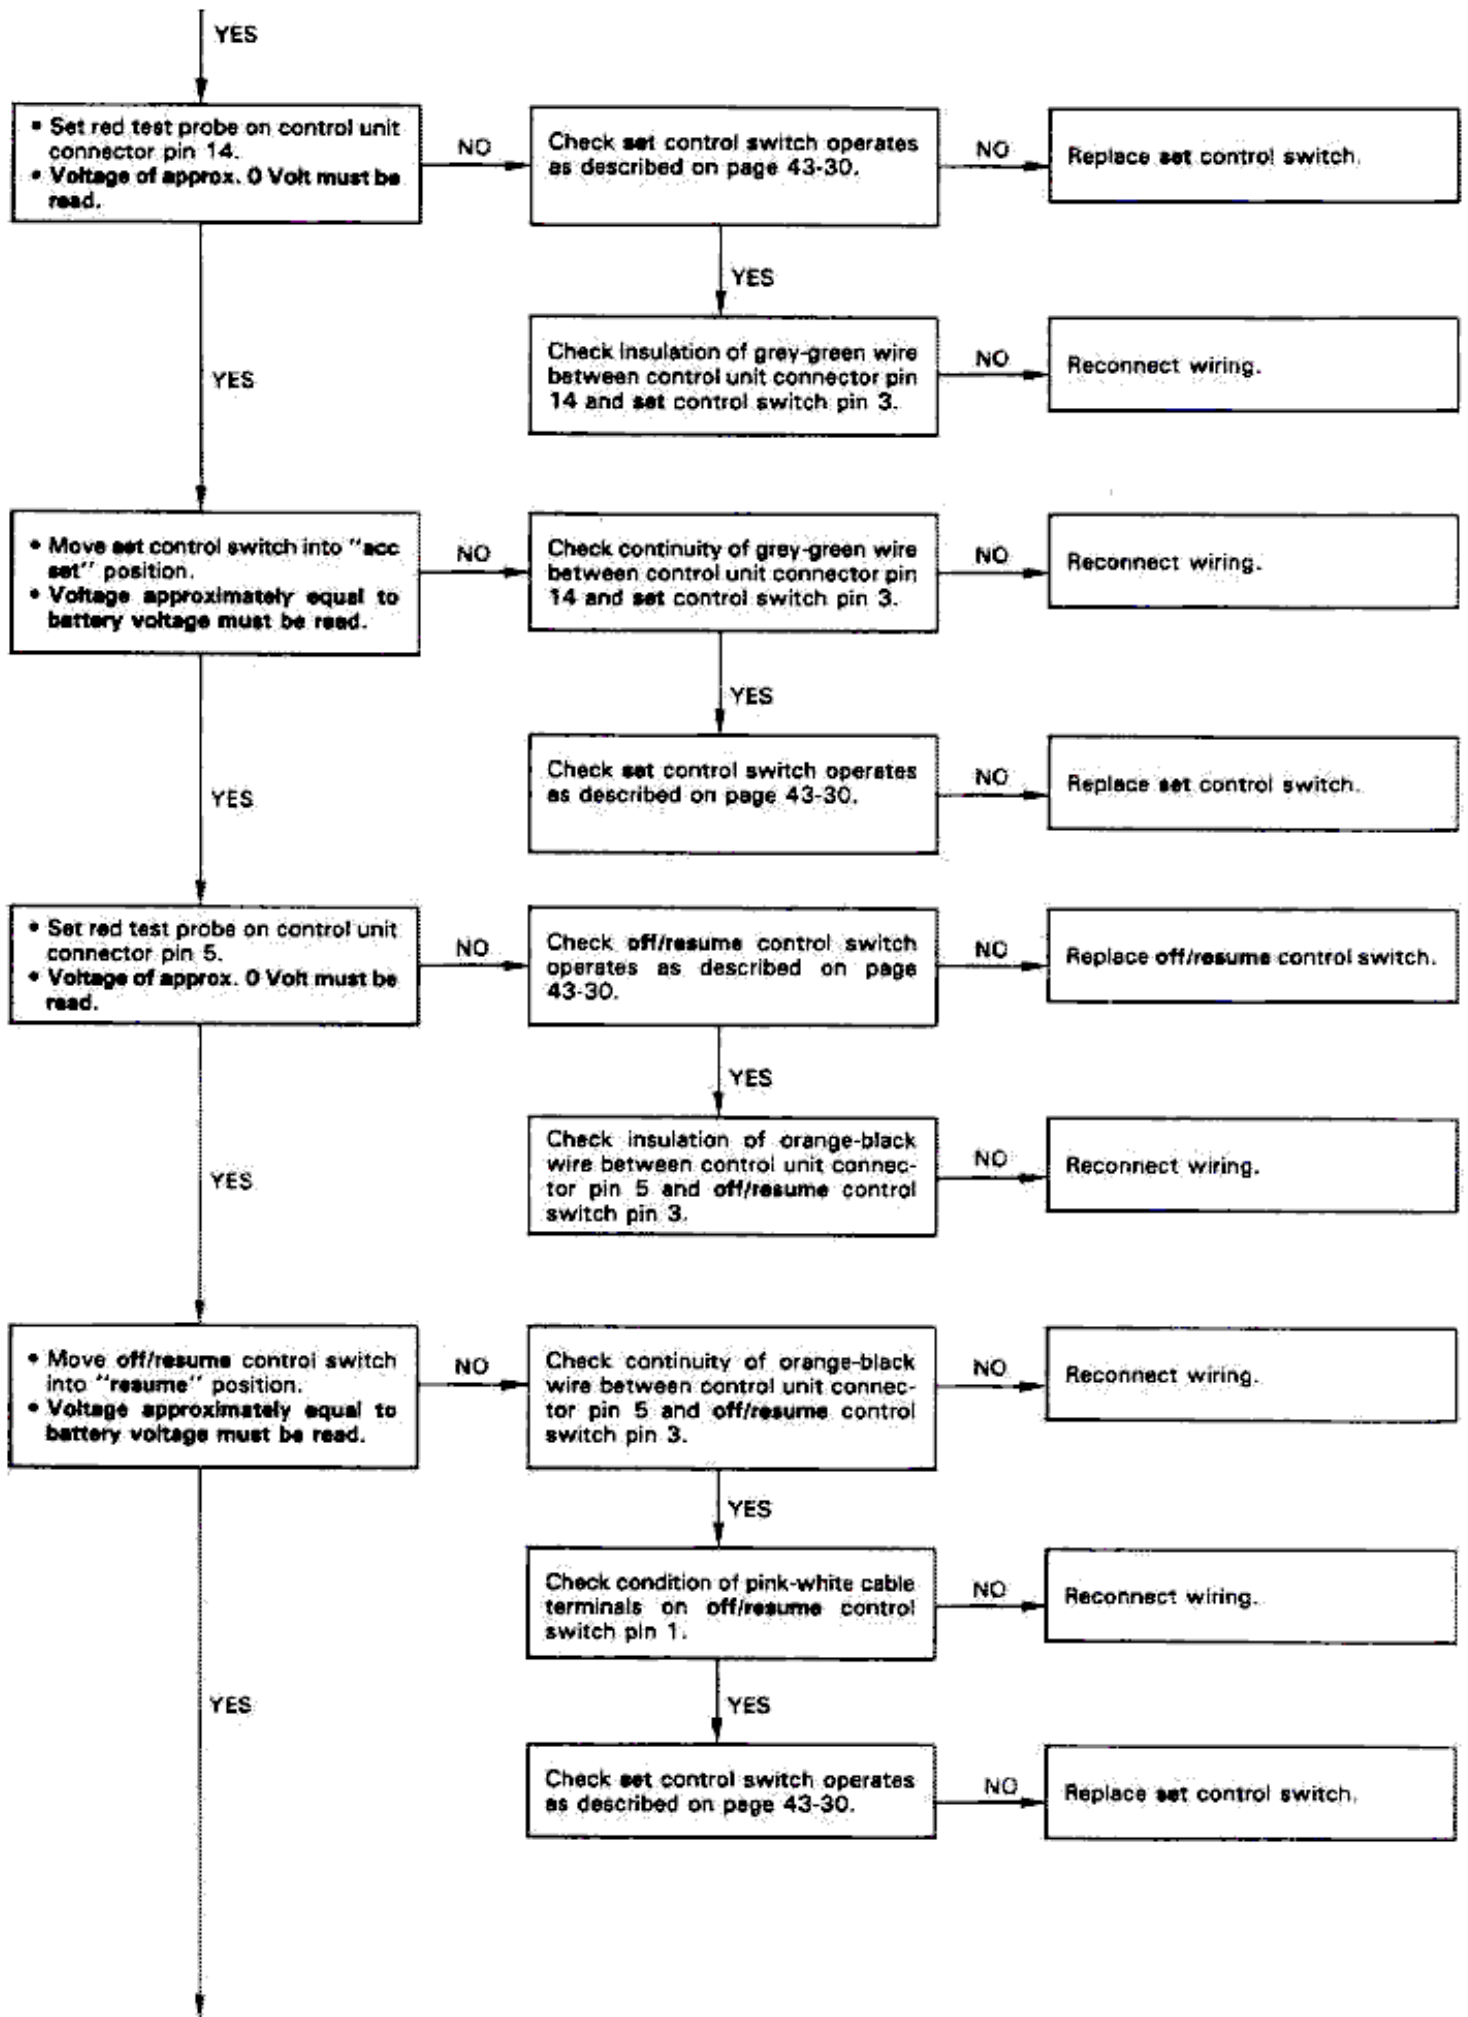 YES
• Set red test probe on control unit
connector pin 14.
• Voltage of approx. 0 Volt must be
read.
NO
Check set control switch operates
as described on page 43-30.
NO
Replace set control switch.
YES
YES
Check insulation of grey-green wire
between control unit connector pin
14 and set control switch pin 3.
NO
Reconnect wiring.
• Move set control switch into "acc
set" position.
• Voltage approximately equal to
battery voltage must be read.
NO
Check continuity of grey-green wire
between control unit connector pin
14 and set control switch pin 3.
NO
Reconnect wiring.
YES
YES
Check set control switch operates
as described on page 43-30.
NO
Replace set control switch.
• Set red test probe on control unit
connector pin 5.
• Voltage of approx. 0 Volt must be
read.
NO
Check off/resume control switch
operates as described on page
43-30.
NO
Replace off/resume control switch.
YES
YES
Check insulation of orange-black
wire between control unit connec-
tor pin 5 and off/resume control
switch pin 3.
NO
Reconnect wiring.
• Move off/resume control switch
into "resume" position.
• Voltage approximately equal to
battery voltage must be read.
NO
Check continuity of orange-black
wire between control unit connec-
tor pin 5 and off/resume control
switch pin 3.
NO
Reconnect wiring.
YES
YES
Check condition of pink-white cable
terminals on off/resume control
switch pin 1.
NO
Reconnect wiring.
YES
Check set control switch operates
as described on page 43-30.
NO
Replace set control switch.